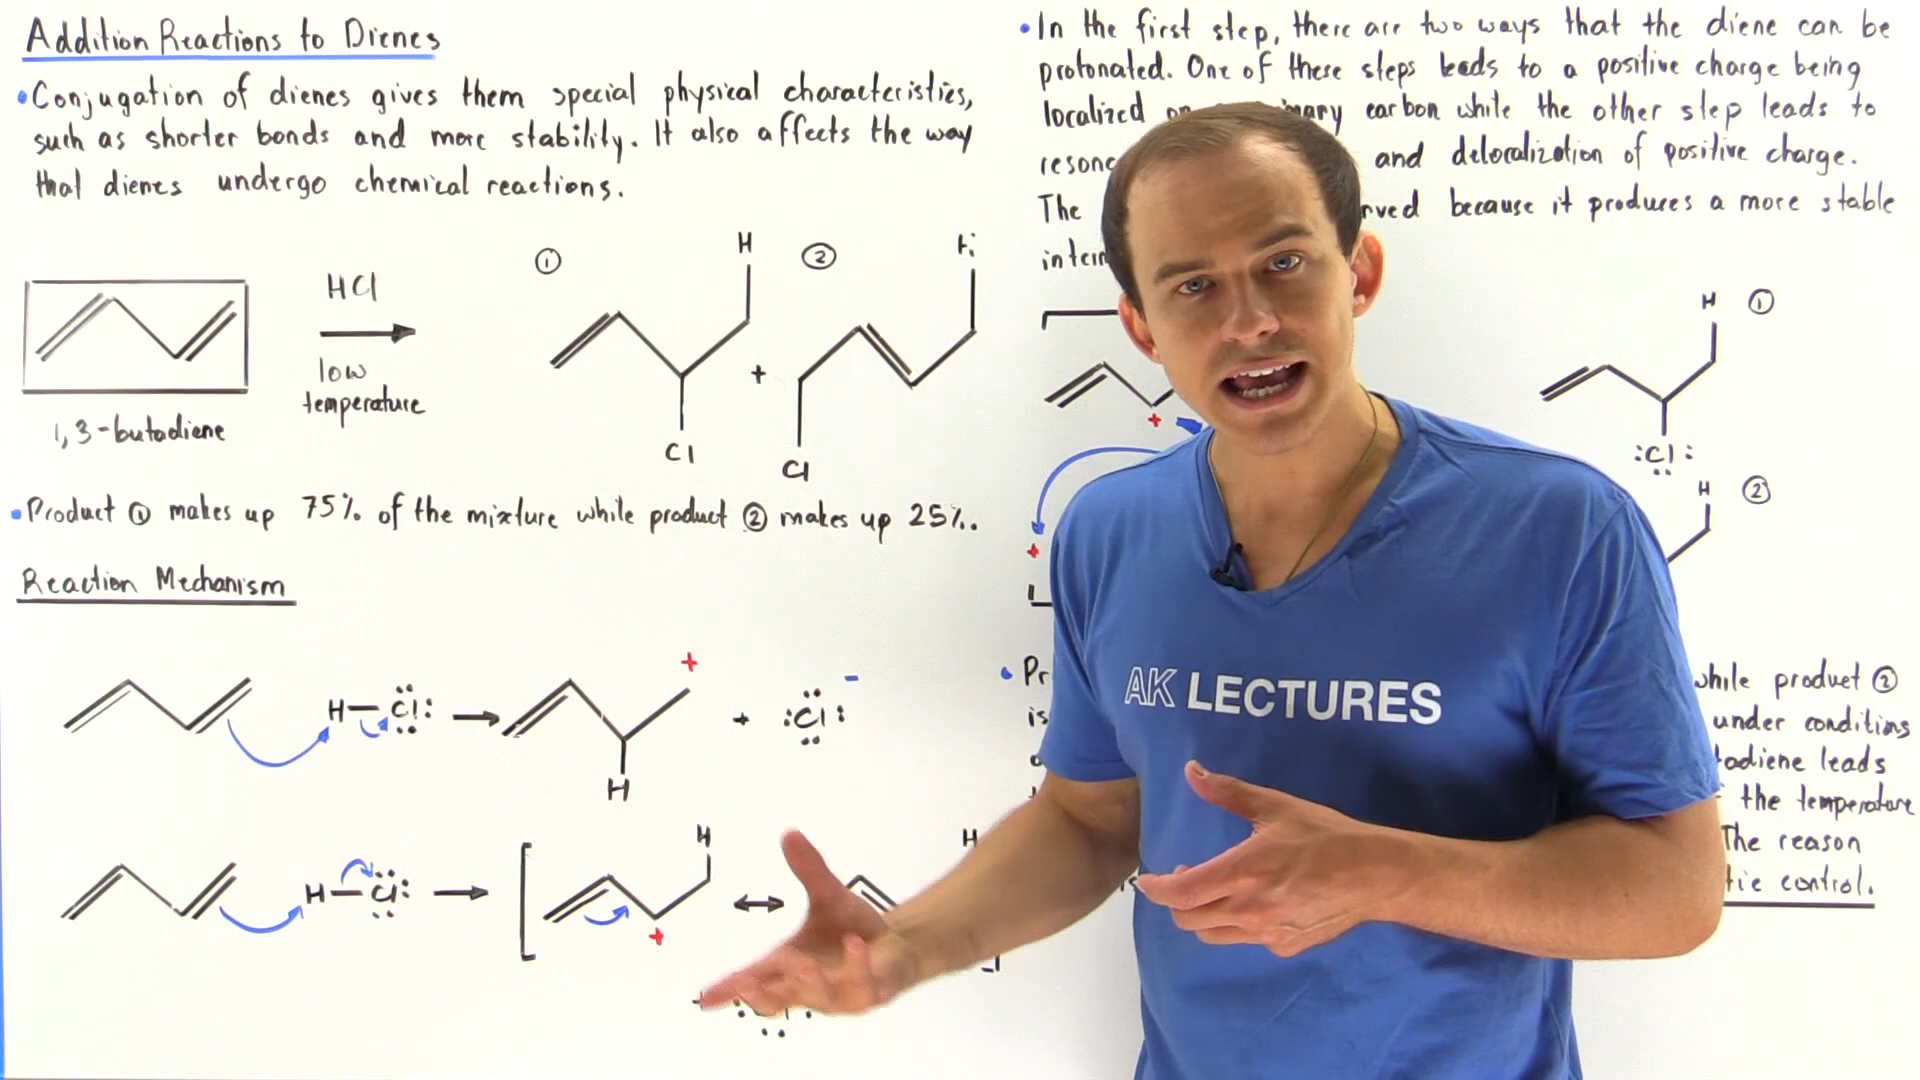 Addition Reactions to Dienes
• Conjugation of dienes gives them special physical characteristics,
such as shorter bonds and more stability. It also affects the way
that dienes undergo chemical reactions.
HCl
low
temperature
1,3-butadiene
①
H
Cl
+
②
H
Cl
• Product ① makes up 75% of the mixture while product ② makes up 25%.
Reaction Mechanism
H—Cl:
+
H
+
:Cl:
-
H—Cl:
H
+
H
• In the first step, there are two ways that the diene can be
protonated. One of these steps leads to a positive charge being
localized carbon while the other step leads to
and delocalization of positive charge.
The because it produces a more stable
+
+
H ①
:Cl:
H ②
• while product ②
is under conditions
leads
the temperature
The reason
control.
AK LECTURES